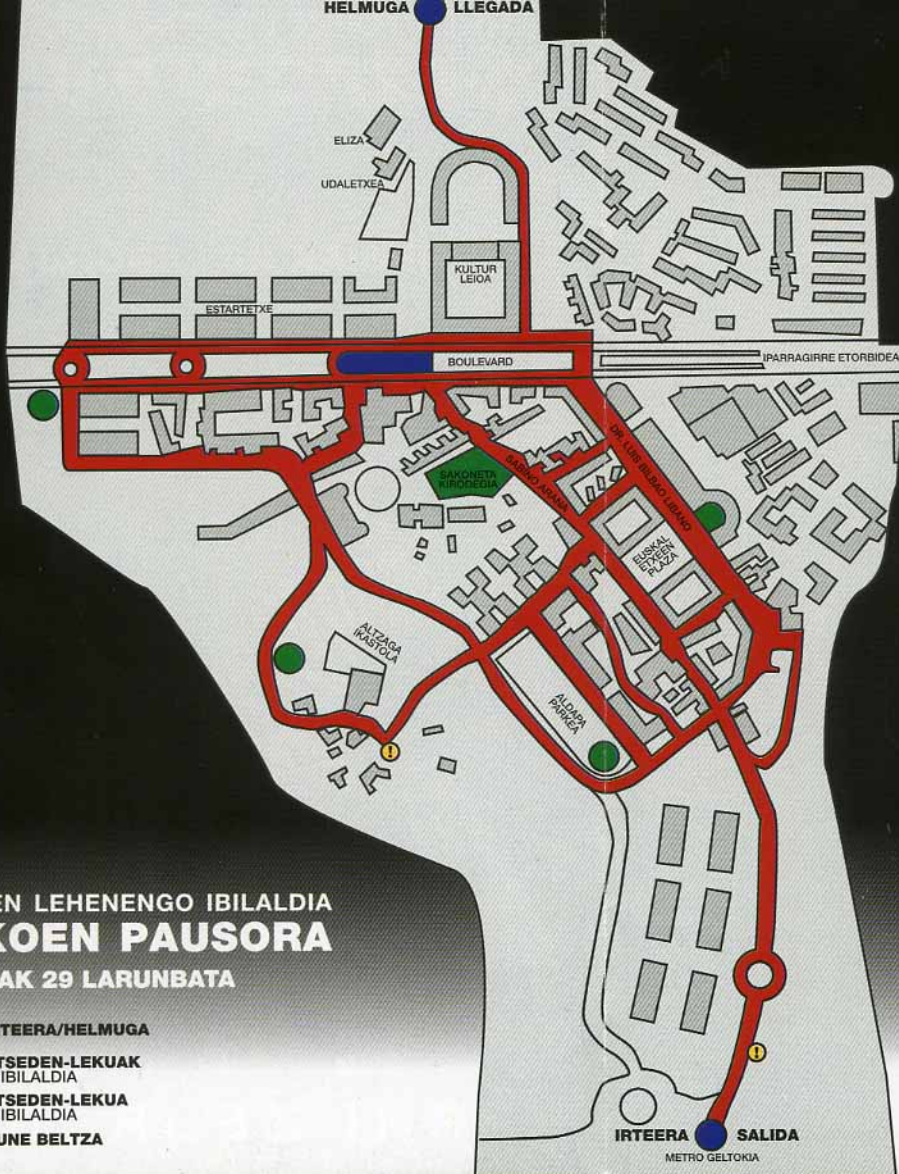 HELMUGA LLEGADA
ELIZA
UDALETXEA
KULTUR
LEIOA
ESTARTETXE
BOULEVARD
IPARRAGIRRE ETORBIDEA
DR. LUIS BILBAO LIBANO
SABINO ARANA
SAKONETA
KIROLDEGIA
EUSKAL
ETXEEN
PLAZA
ALTZAGA
IKASTOLA
ALDAPA
PARKEA
!
!
EN LEHENENGO IBILALDIA
KOEN PAUSORA
AK 29 LARUNBATA
TEERA/HELMUGA
TSEDEN-LEKUAK
IBILALDIA
TSEDEN-LEKUA
IBILALDIA
UNE BELTZA
IRTEERA SALIDA
METRO GELTOKIA